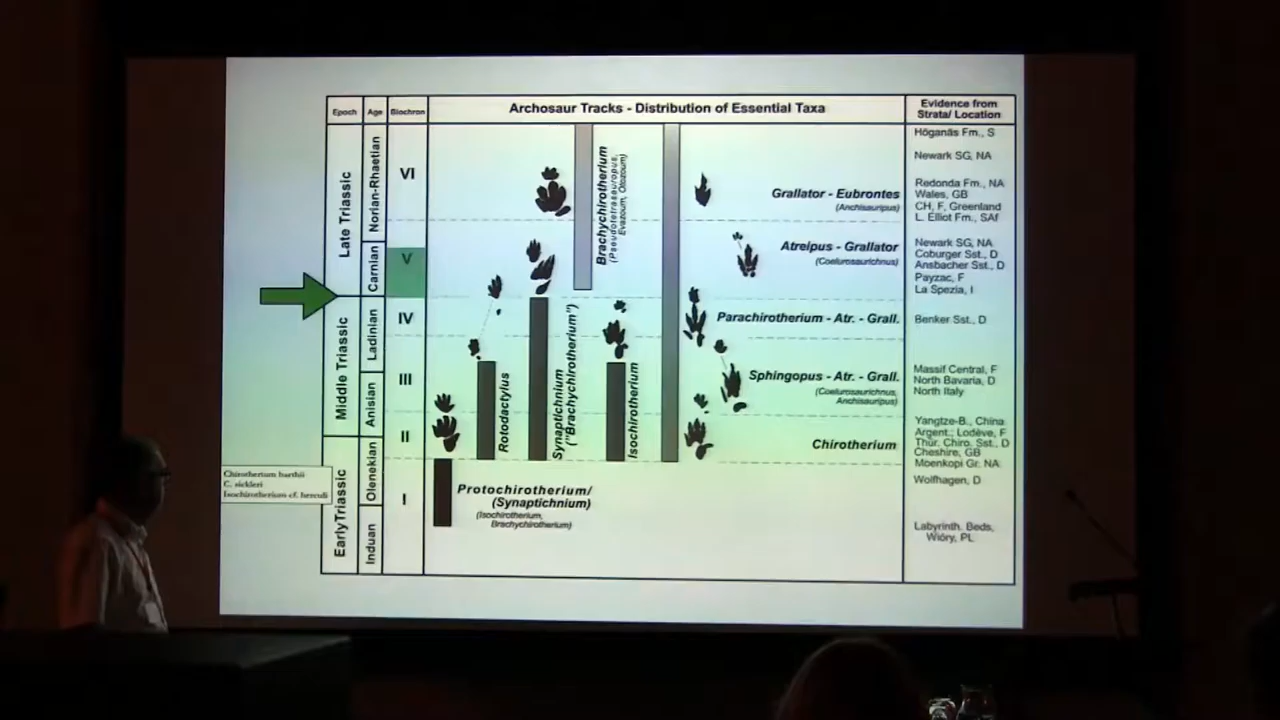 Epoch
Age
Biochron
Archosaur Tracks - Distribution of Essential Taxa
Evidence from
Strata/ Location
Late Triassic
Middle Triassic
EarlyTriassic
Norian-Rhaetian
Carnian
Ladinian
Anisian
Olenekian
Induan
VI
V
IV
III
II
I
Brachychirotherium
(Pseudotetrasauropus,
Evazoum, Otozoum)
Rotodactylus
Synaptichnium
("Brachychirotherium")
Isochirotherium
Protochirotherium/
(Synaptichnium)
(Isochirotherium,
Brachychirotherium)
Grallator - Eubrontes
(Anchisauripus)
Atreipus - Grallator
(Coelurosaurichnus)
Parachirotherium - Atr. - Grall.
Sphingopus - Atr. - Grall.
(Coelurosaurichnus,
Anchisauripus)
Chirotherium
Höganäs Fm., S
Newark SG, NA
Redonda Fm., NA
Wales, GB
CH, F, Greenland
L. Elliot Fm., SAf
Newark SG, NA
Coburger Sst., D
Ansbacher Sst., D
Payzac, F
La Spezia, I
Benker Sst., D
Massif Central, F
North Bavaria, D
North Italy
Yangtze-B., China
Argent.; Lodève, F
Thür. Chiro. Sst., D
Cheshire, GB
Moenkopi Gr. NA
Wolfhagen, D
Labyrinth. Beds,
Wióry, PL
Chirotherium barthii
C. sickleri
Isochirotherium cf. herculi